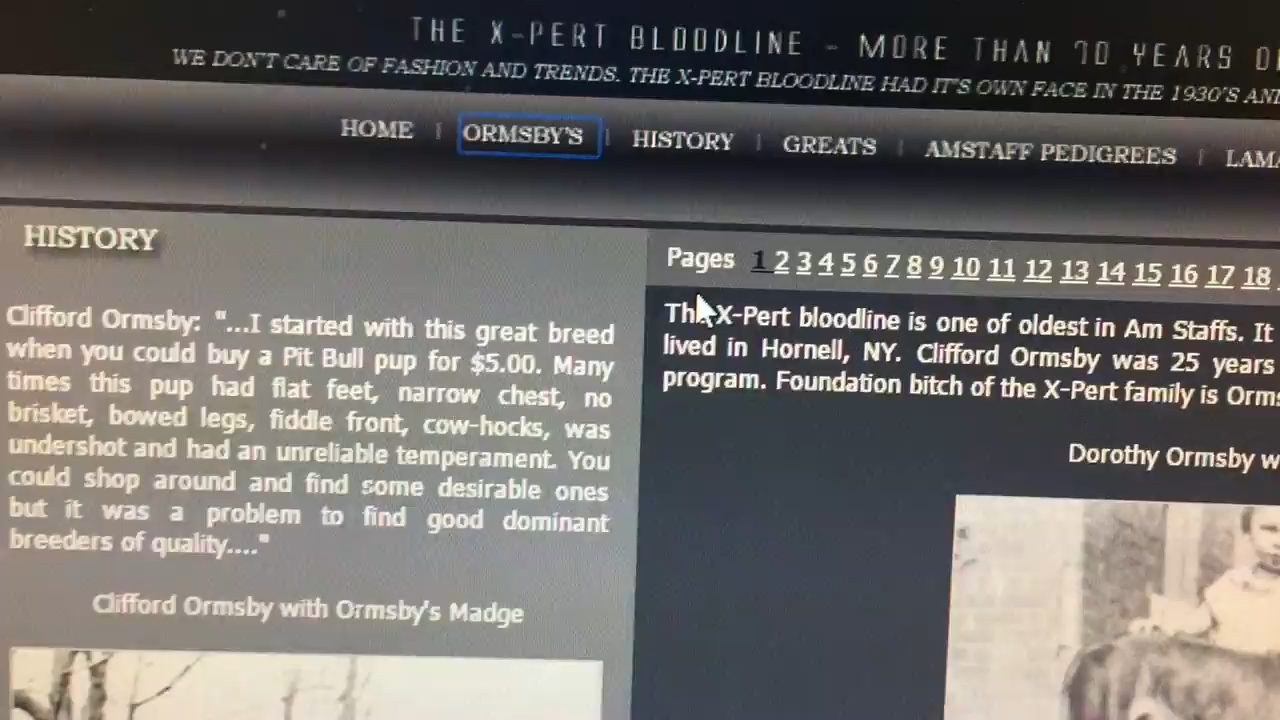 THE X-PERT BLOODLINE - MORE THAN 70 YEARS
WE DON'T CARE OF FASHION AND TRENDS. THE X-PERT BLOODLINE HAD IT'S OWN FACE IN THE 1930'S
HOME | ORMSBY'S | HISTORY | GREATS | AMSTAFF PEDIGREES |
HISTORY
Clifford Ormsby: "...I started with this great breed
when you could buy a Pit Bull pup for $5.00. Many
times this pup had flat feet, narrow chest, no
brisket, bowed legs, fiddle front, cow-hocks, was
undershot and had an unreliable temperament. You
could shop around and find some desirable ones
but it was a problem to find good dominant
breeders of quality...."
Clifford Ormsby with Ormsby's Madge
Pages 1 2 3 4 5 6 7 8 9 10 11 12 13 14 15 16 17 18
The X-Pert bloodline is one of oldest in Am Staffs. It
lived in Hornell, NY. Clifford Ormsby was 25 years
program. Foundation bitch of the X-Pert family is
Dorothy Ormsby